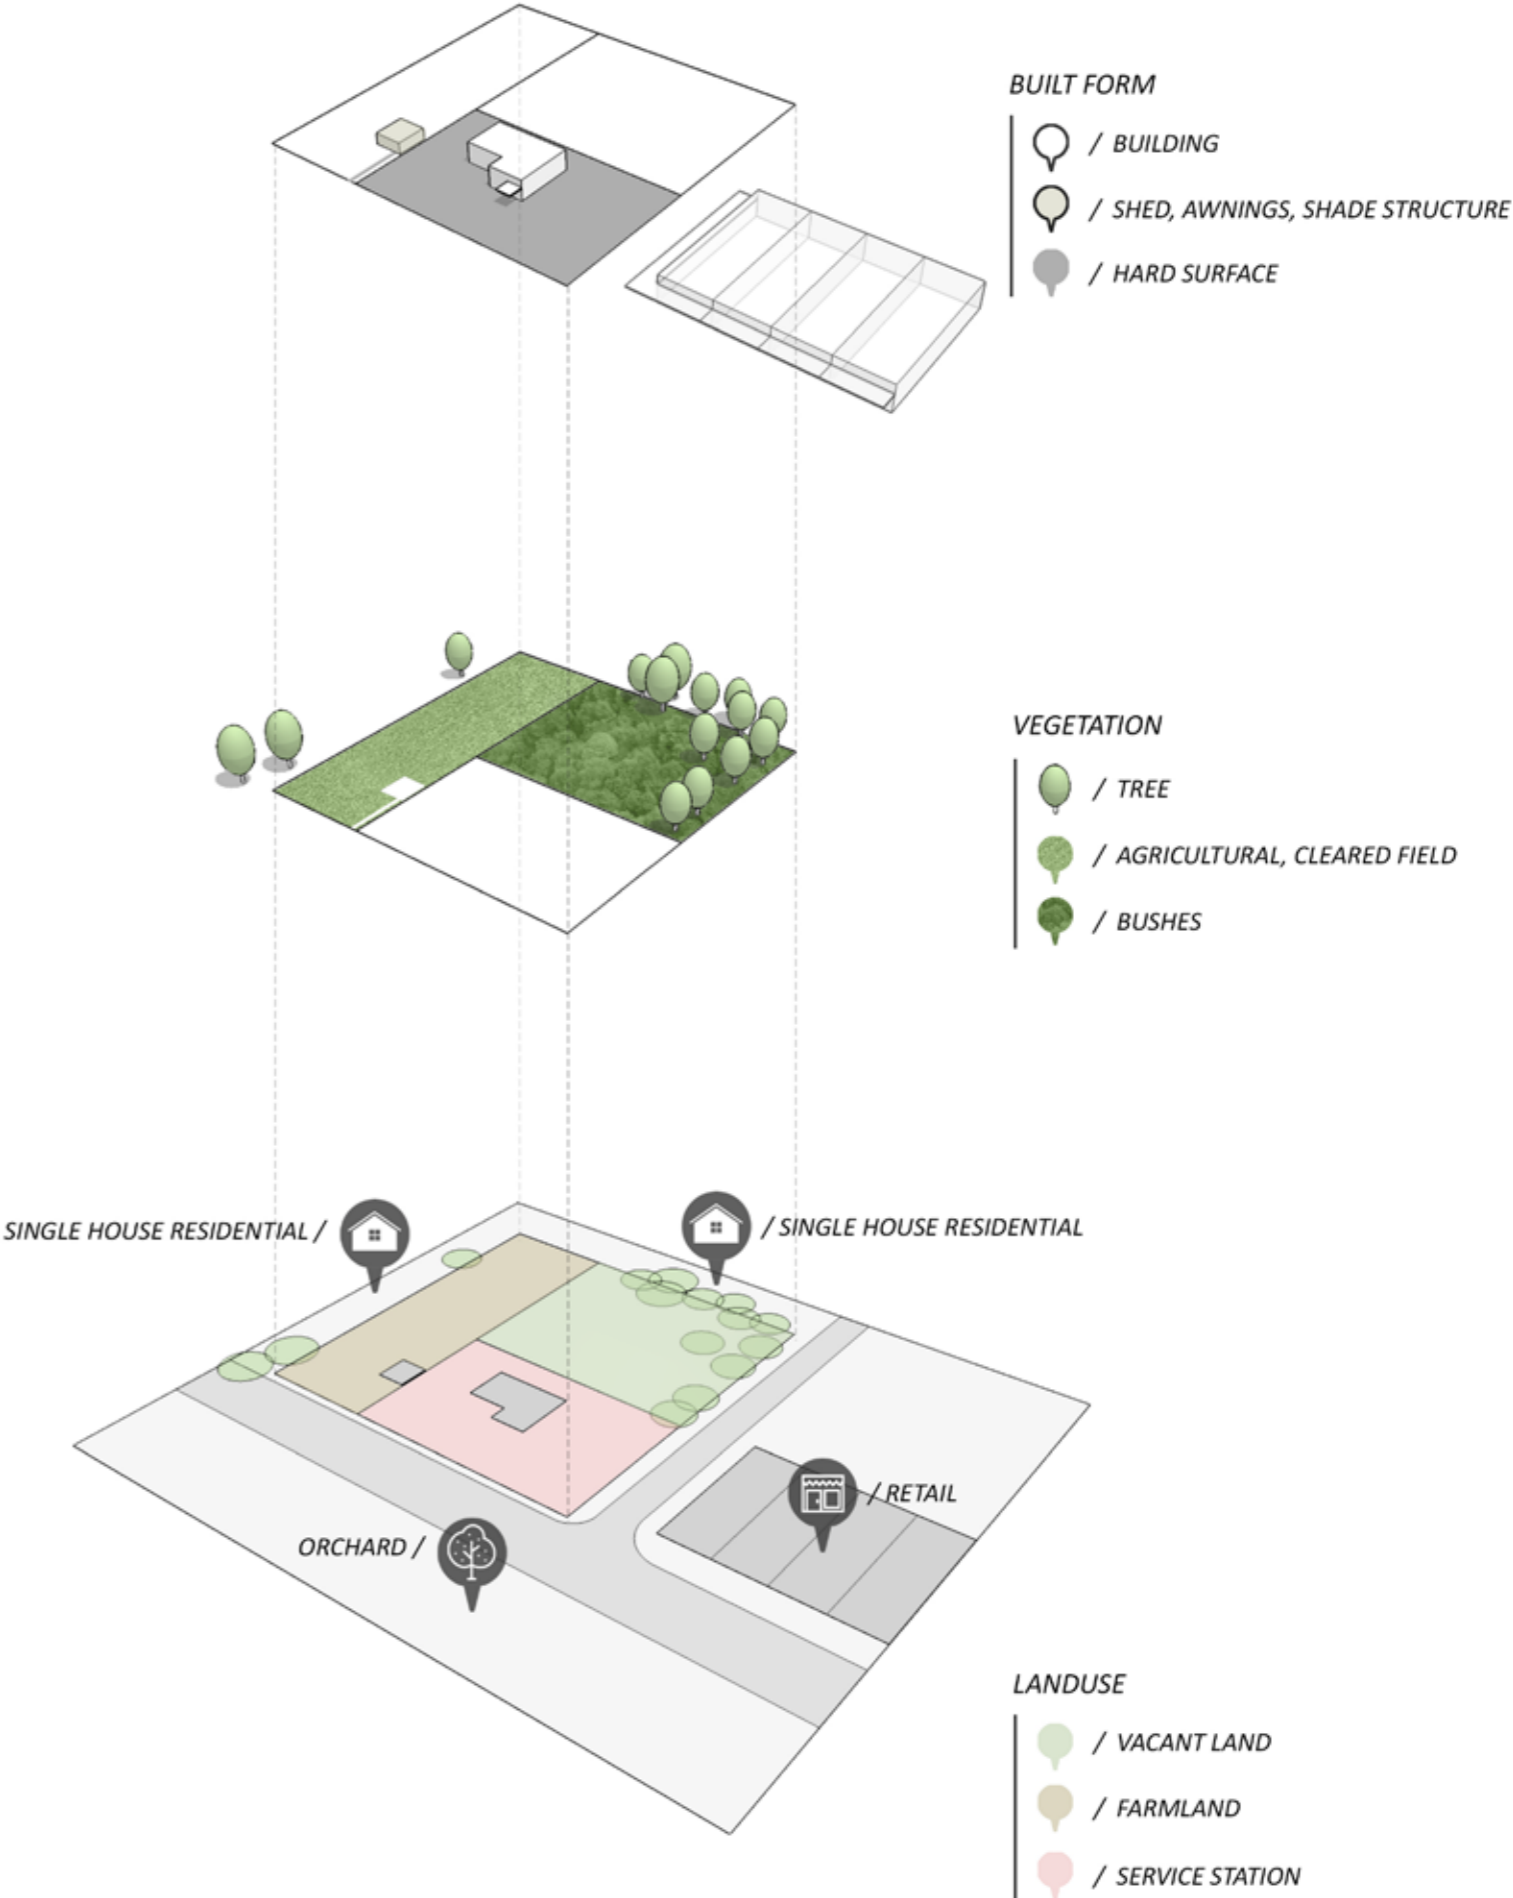 BUILT FORM
/ BUILDING
/ SHED, AWNINGS, SHADE STRUCTURE
/ HARD SURFACE
VEGETATION
/ TREE
/ AGRICULTURAL, CLEARED FIELD
/ BUSHES
SINGLE HOUSE RESIDENTIAL /
/ SINGLE HOUSE RESIDENTIAL
/ RETAIL
ORCHARD /
LANDUSE
/ VACANT LAND
/ FARMLAND
/ SERVICE STATION